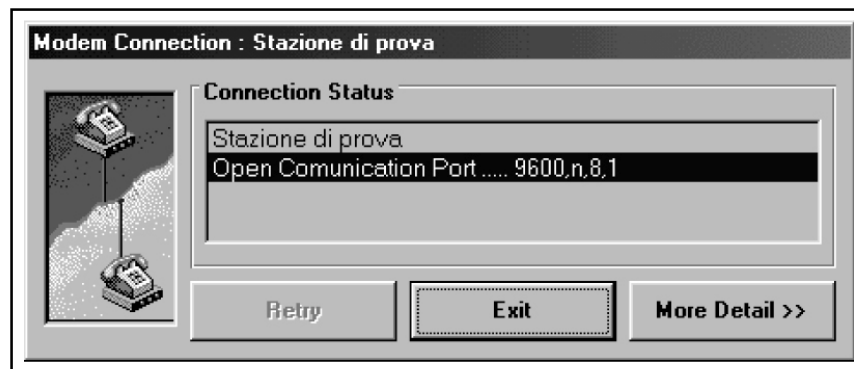 Modem Connection : Stazione di prova
Connection Status
Stazione di prova
Open Comunication Port ..... 9600,n,8,1
Retry
Exit
More Detail >>